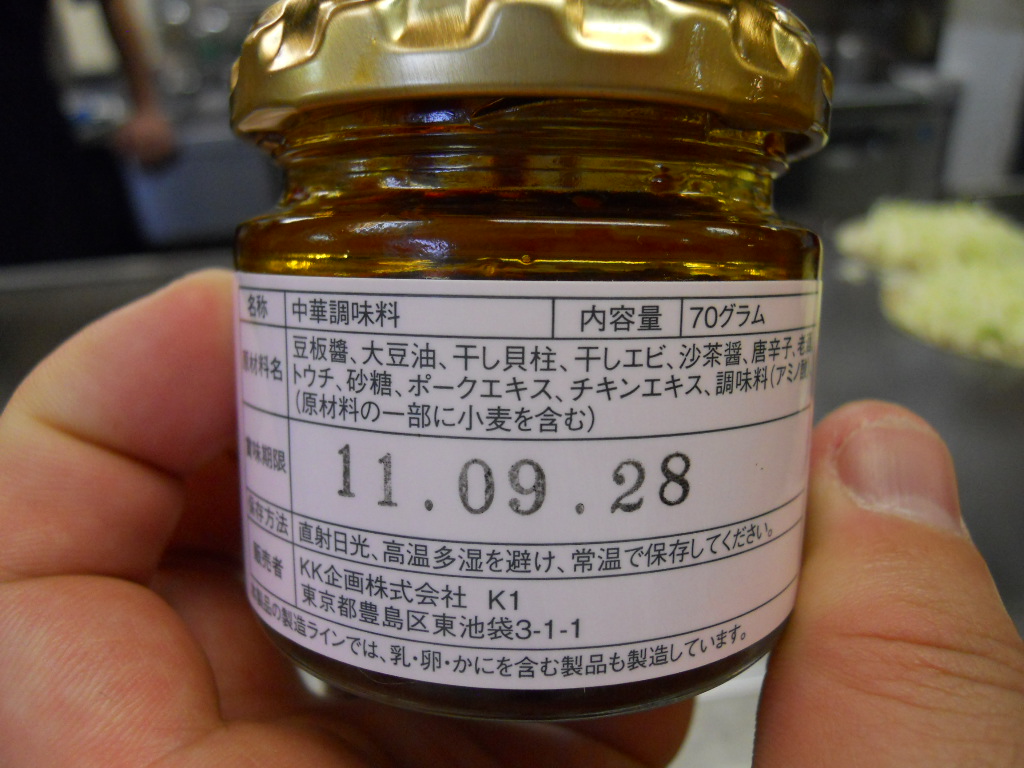 名称 中華調味料 内容量 70グラム
原材料名 豆板醬、大豆油、干し貝柱、干しエビ、沙茶醤、唐辛子、老酒、
トウチ、砂糖、ポークエキス、チキンエキス、調味料(アミノ酸)
(原材料の一部に小麦を含む)
賞味期限 11.09.28
保存方法 直射日光、高温多湿を避け、常温で保存してください。
販売者 KK企画株式会社 K1
東京都豊島区東池袋3-1-1
製品の製造ラインでは、乳・卵・かにを含む製品も製造しています。